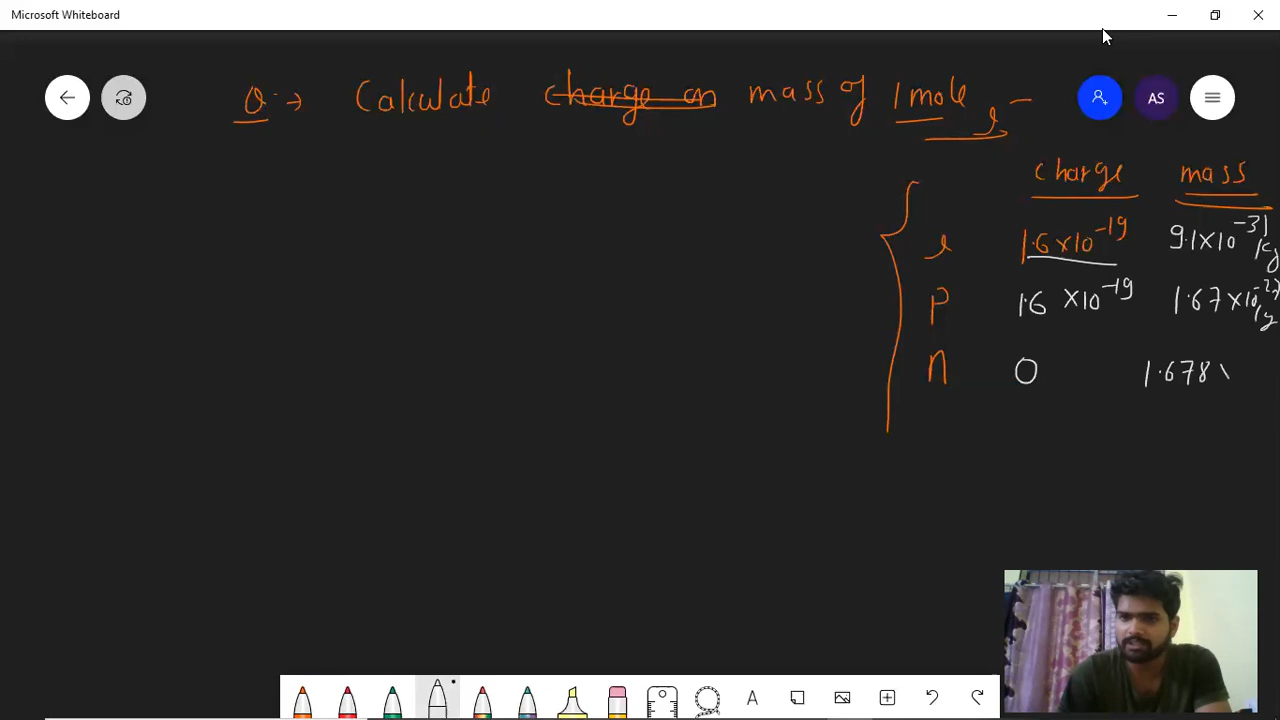 Microsoft Whiteboard
Q → Calculate charge on mass of 1 mole e⁻
AS
charge mass
e 1.6×10⁻¹⁹ 9.1×10⁻³¹ kg
P 1.6 ×10⁻¹⁹ 1.67×10⁻²⁷ kg
n 0 1.678
A